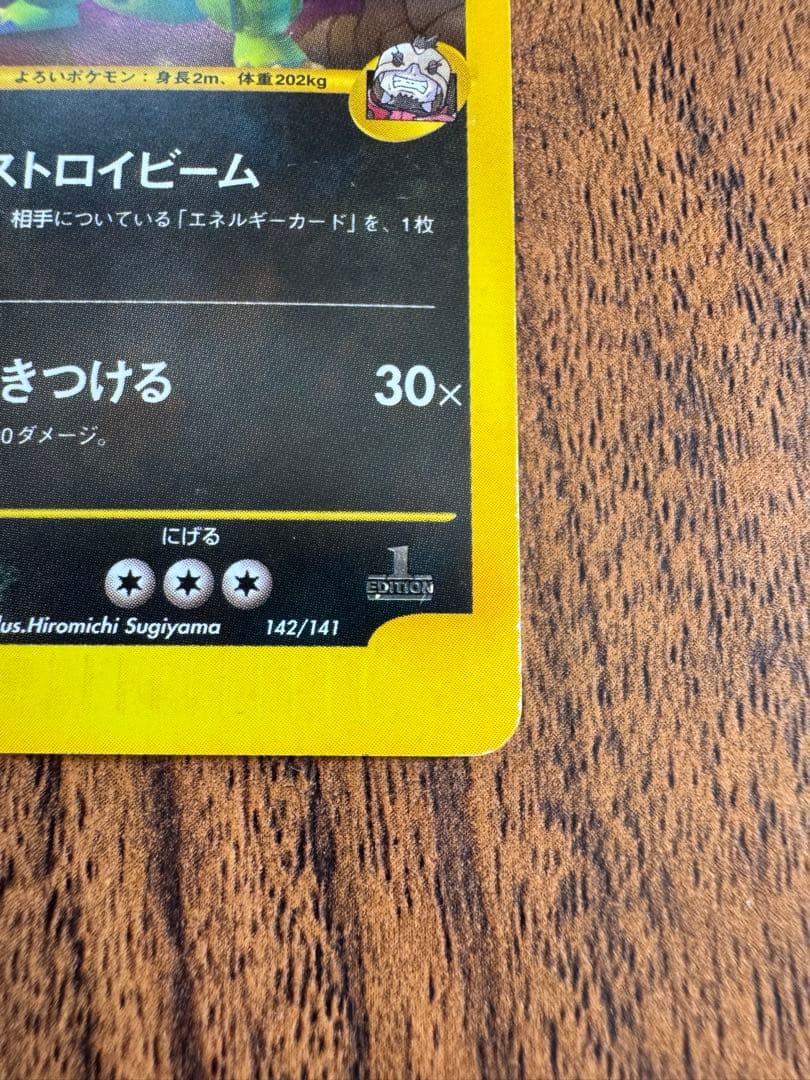 よろいポケモン：身長2m、体重202kg
ストロイビーム
相手についている「エネルギーカード」を、1枚
きつける 30×
0ダメージ。
にげる
1
EDITION
lus.Hiromichi Sugiyama 142/141